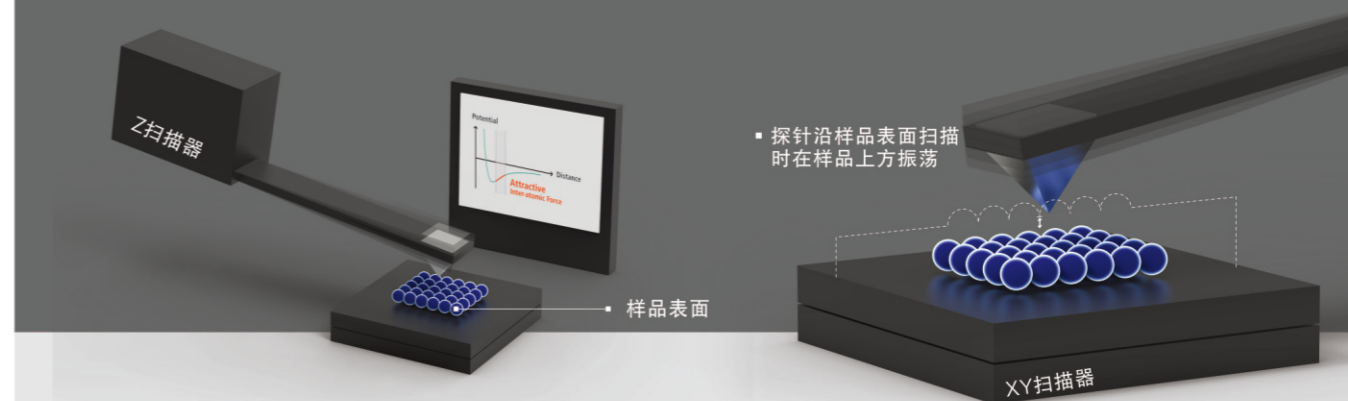 Z扫描器
Potential
Distance
Attractive
Inter-atomic Force
样品表面
▪ 探针沿样品表面扫描
时在样品上方振荡
XY扫描器